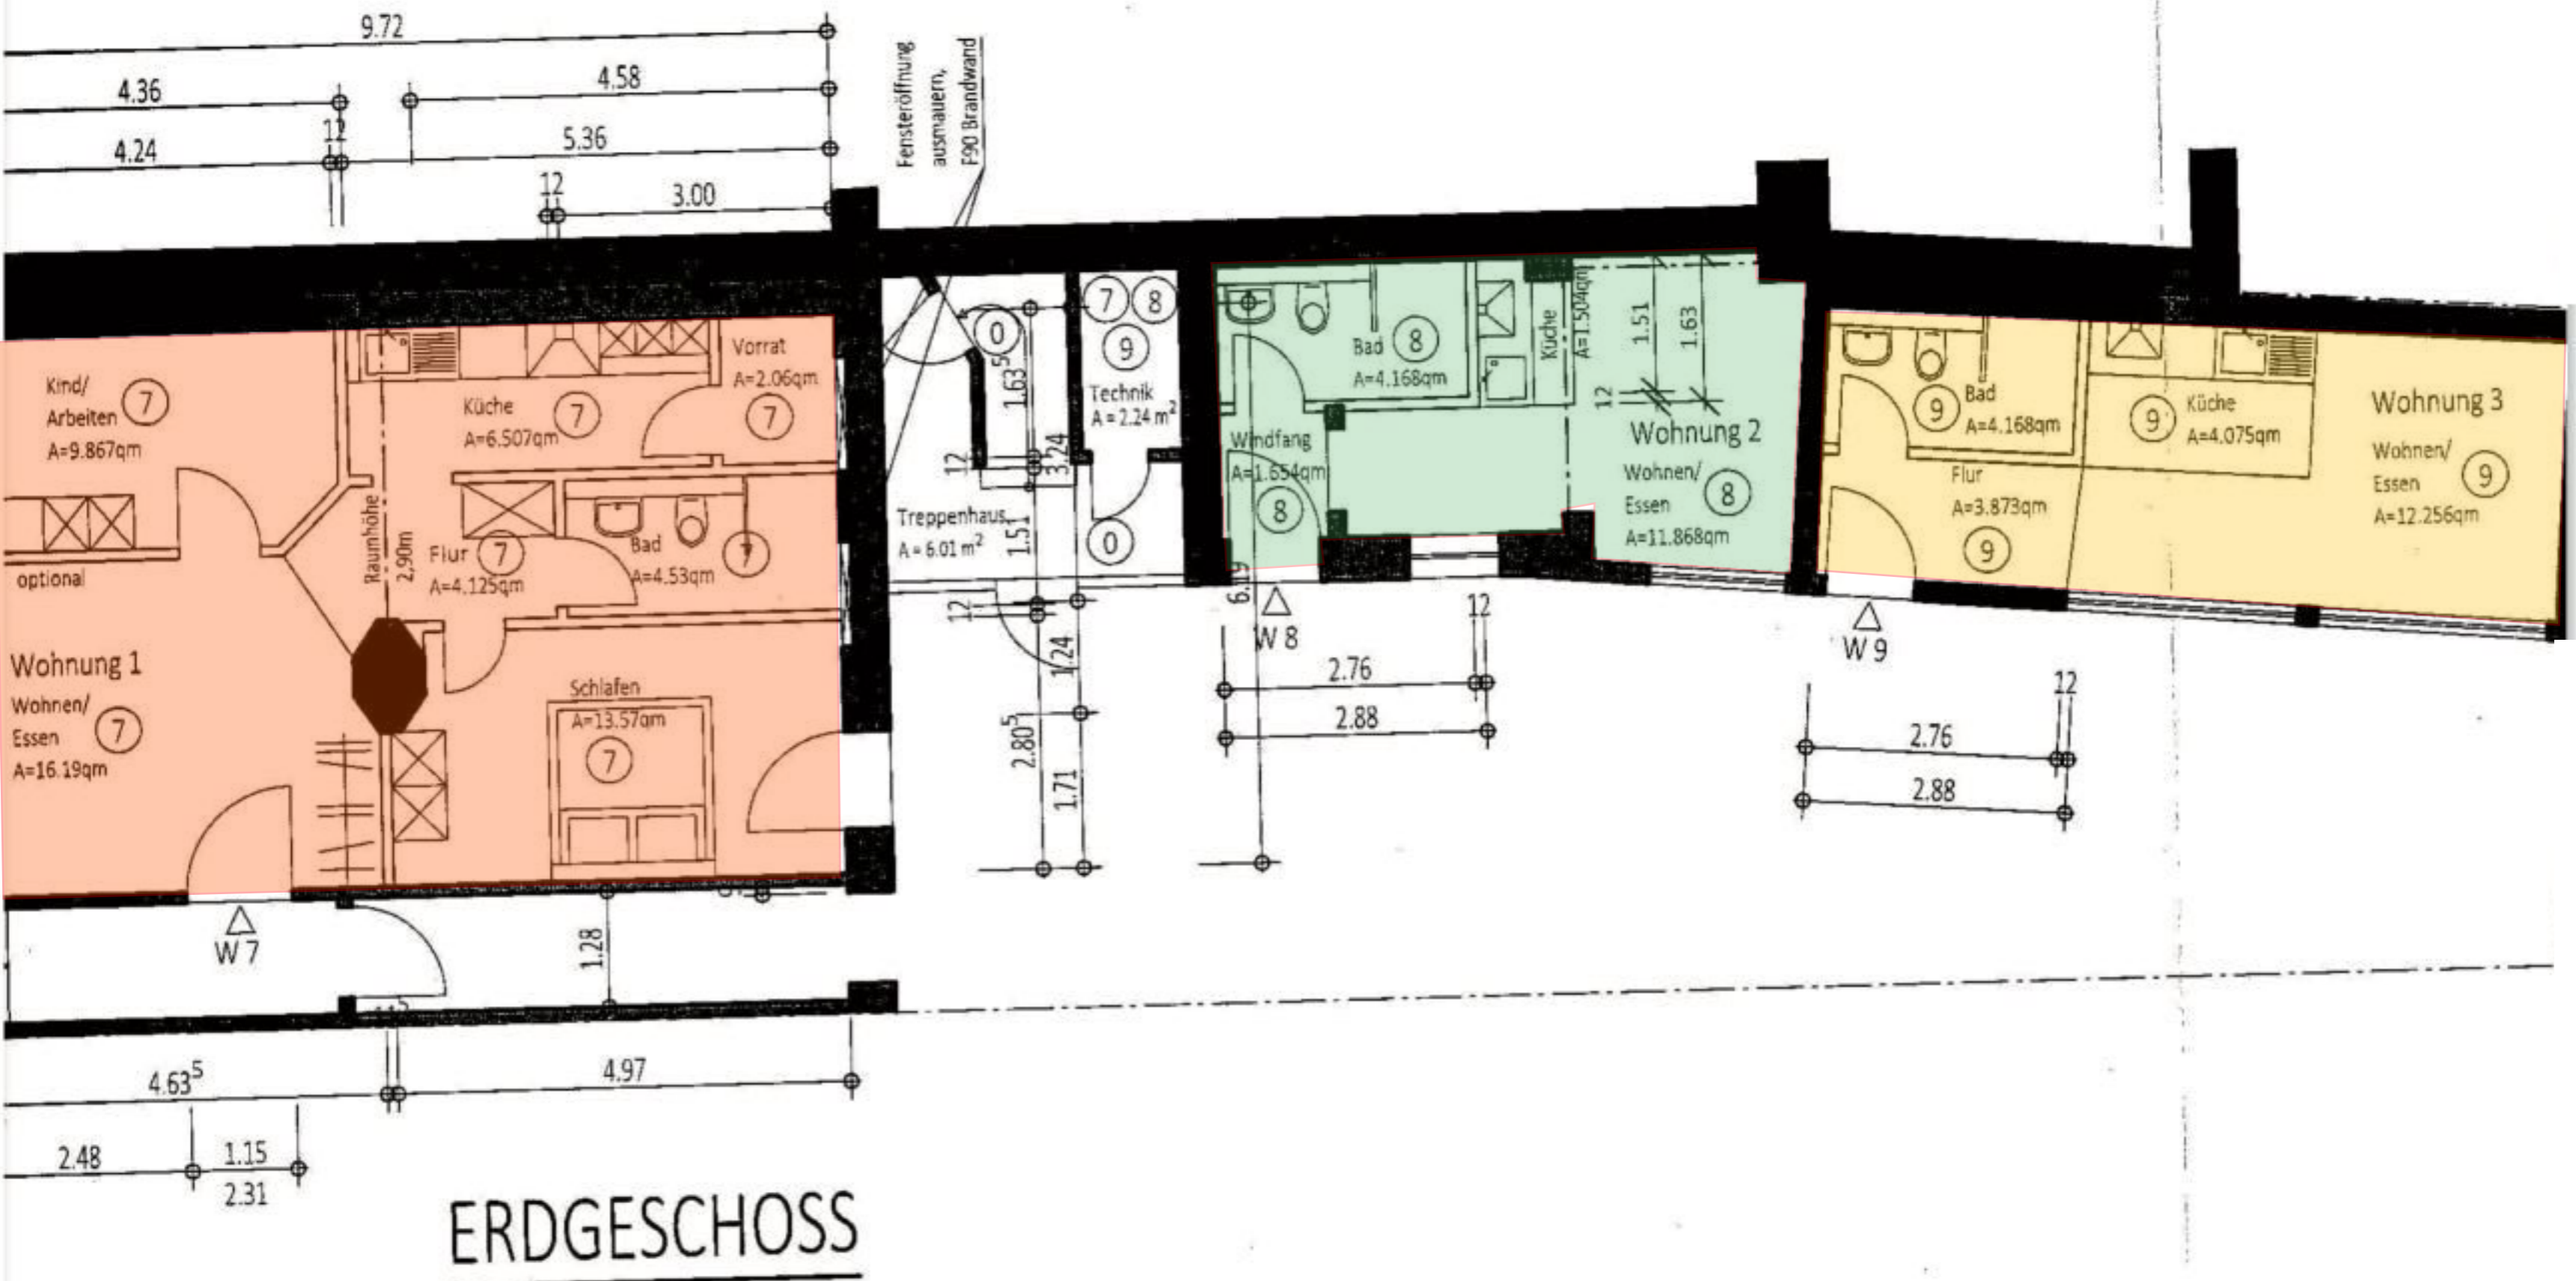 9.72
4.36
4.58
12
4.24
5.36
12
3.00
Fensteröffnung
ausmauern,
F90 Brandwand
Kind/
Arbeiten
7
A=9.867qm
optional
Raumhöhe
2,90m
Küche
7
A=6.507qm
Vorrat
A=2.06qm
7
Flur
7
A=4.125qm
Bad
7
A=4.53qm
Wohnung 1
Wohnen/
Essen
7
A=16.19qm
Schlafen
A=13.57qm
7
W 7
1.28
0
7
8
9
Technik
A = 2.24 m²
1.63⁵
12
3.24
Treppenhaus
A = 6.01 m²
1.51
0
12
1.24
2.80⁵
1.71
6.19
Bad
8
A=4.168qm
Küche
A=1.504qm
1.51
1.63
12
Windfang
A=1.654qm
8
Wohnung 2
Wohnen/
Essen
8
A=11.868qm
W 8
12
2.76
2.88
Bad
9
A=4.168qm
9
Küche
A=4.075qm
Flur
A=3.873qm
9
Wohnung 3
Wohnen/
Essen
9
A=12.256qm
W 9
12
2.76
2.88
4.63⁵
4.97
2.48
1.15
2.31
ERDGESCHOSS